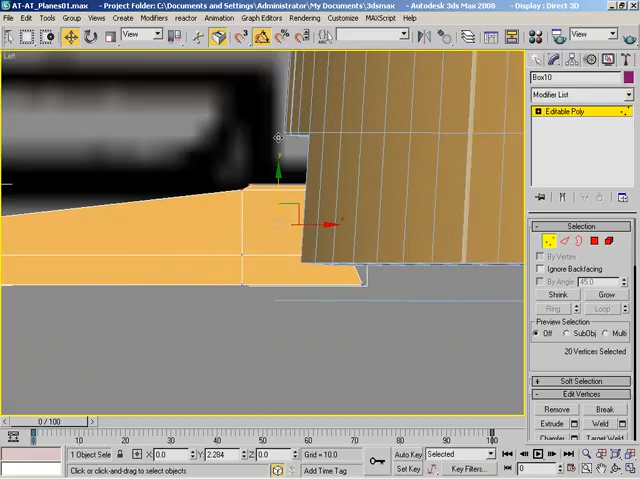 AT-AT_Planes01.max - Project Folder: C:\Documents and Settings\Administrator\My Documents\3dsmax - Autodesk 3ds Max 2008 - Display : Direct 3D
File Edit Tools Group Views Create Modifiers reactor Animation Graph Editors Rendering Customize MAXScript Help
View View
Left
Box10
Modifier List
Editable Poly
Selection
By Vertex
Ignore Backfacing
By Angle: 45.0
Shrink Grow
Ring Loop
Preview Selection
Off SubObj Multi
20 Vertices Selected
Soft Selection
Edit Vertices
Remove Break
Extrude Weld
Chamfer Target Weld
0 / 100
0 10 20 30 40 50 60 70 80 90 100
1 Object Sele X: 0.0 Y: 2.284 Z: 0.0 Grid = 10.0 Auto Key Selected
Click or click-and-drag to select objects Add Time Tag Set Key Key Filters... 0